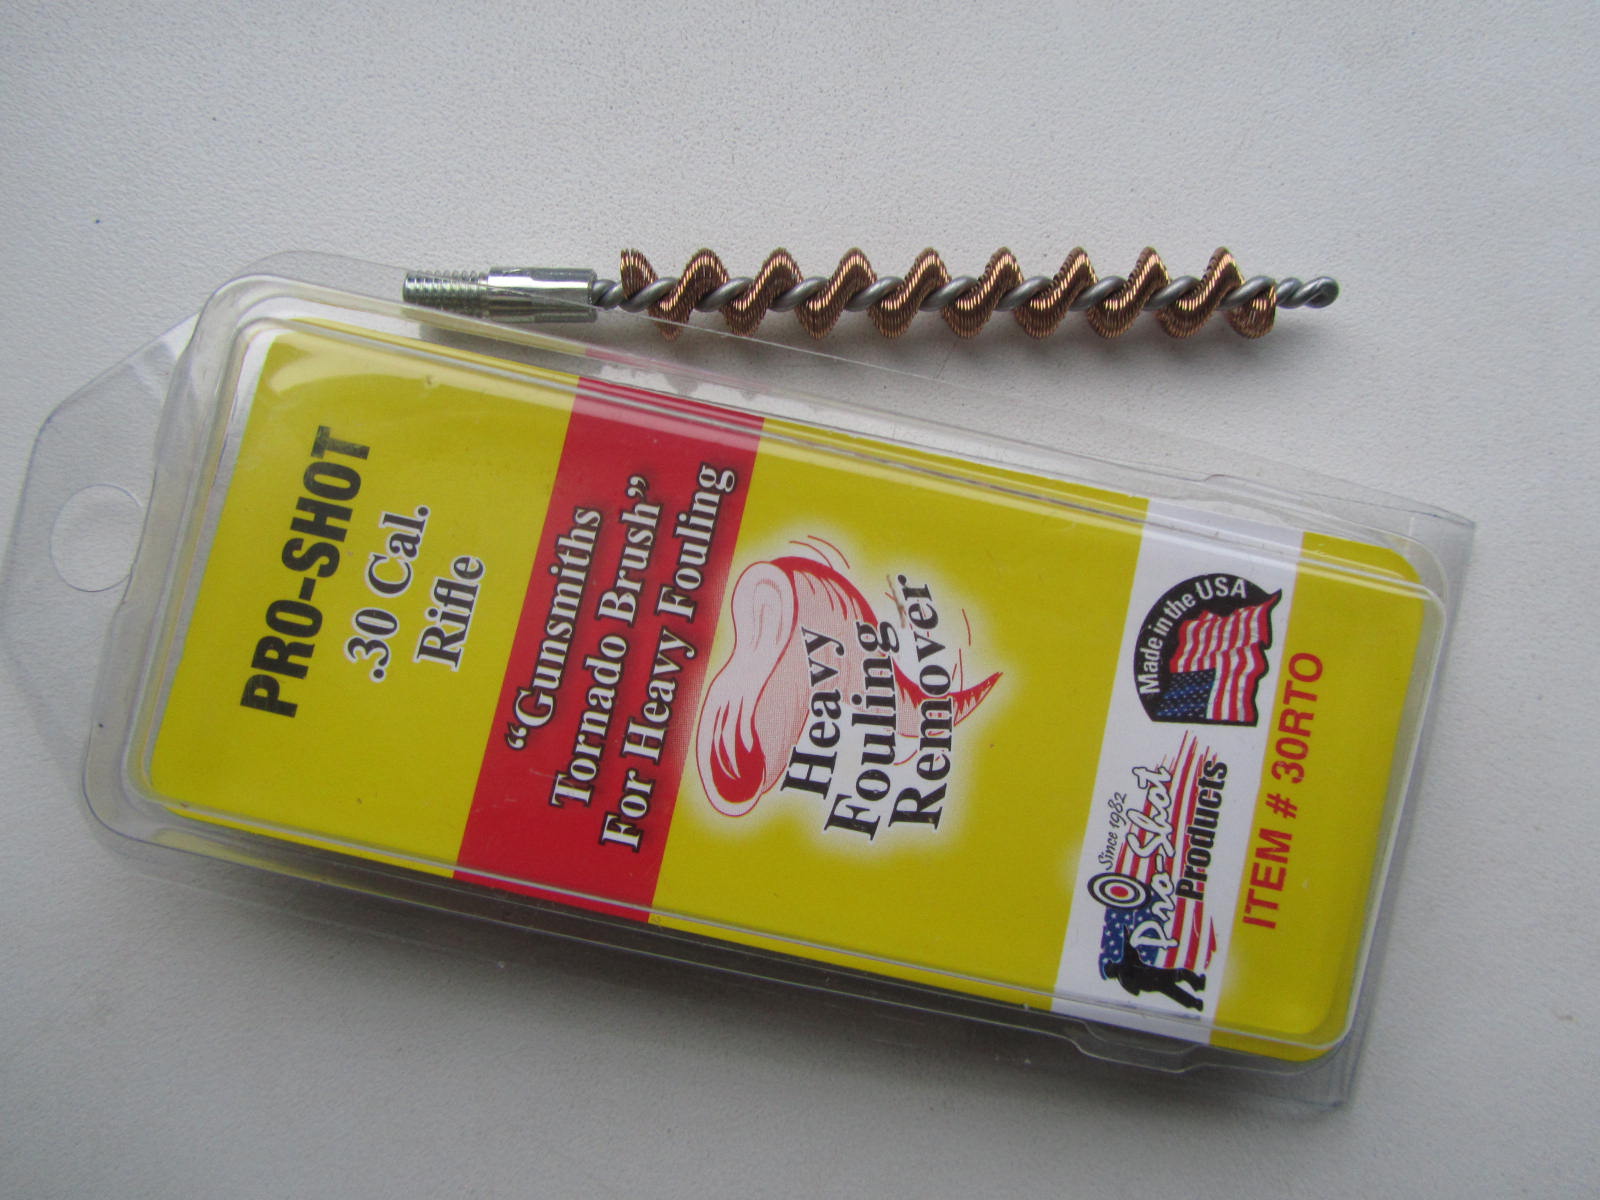 PRO-SHOT
.30 Cal.
Rifle
“Gunsmiths
Tornado Brush”
For Heavy Fouling
Heavy
Fouling
Remover
Made in the USA
Since 1982
Pro-Shot
Products
ITEM # 30RTO